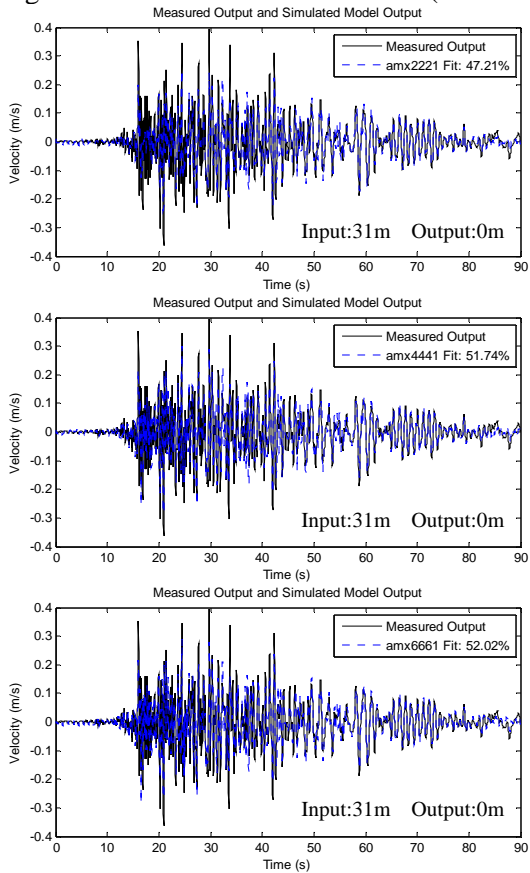 Measured Output and Simulated Model Output
0.4
0.3
0.2
0.1
0
-0.1
-0.2
-0.3
-0.4
Velocity (m/s)
Measured Output
amx2221 Fit: 47.21%
Input:31m Output:0m
0 10 20 30 40 50 60 70 80 90
Time (s)
Measured Output and Simulated Model Output
0.4
0.3
0.2
0.1
0
-0.1
-0.2
-0.3
-0.4
Velocity (m/s)
Measured Output
amx4441 Fit: 51.74%
Input:31m Output:0m
0 10 20 30 40 50 60 70 80 90
Time (s)
Measured Output and Simulated Model Output
0.4
0.3
0.2
0.1
0
-0.1
-0.2
-0.3
-0.4
Velocity (m/s)
Measured Output
amx6661 Fit: 52.02%
Input:31m Output:0m
0 10 20 30 40 50 60 70 80 90
Time (s)